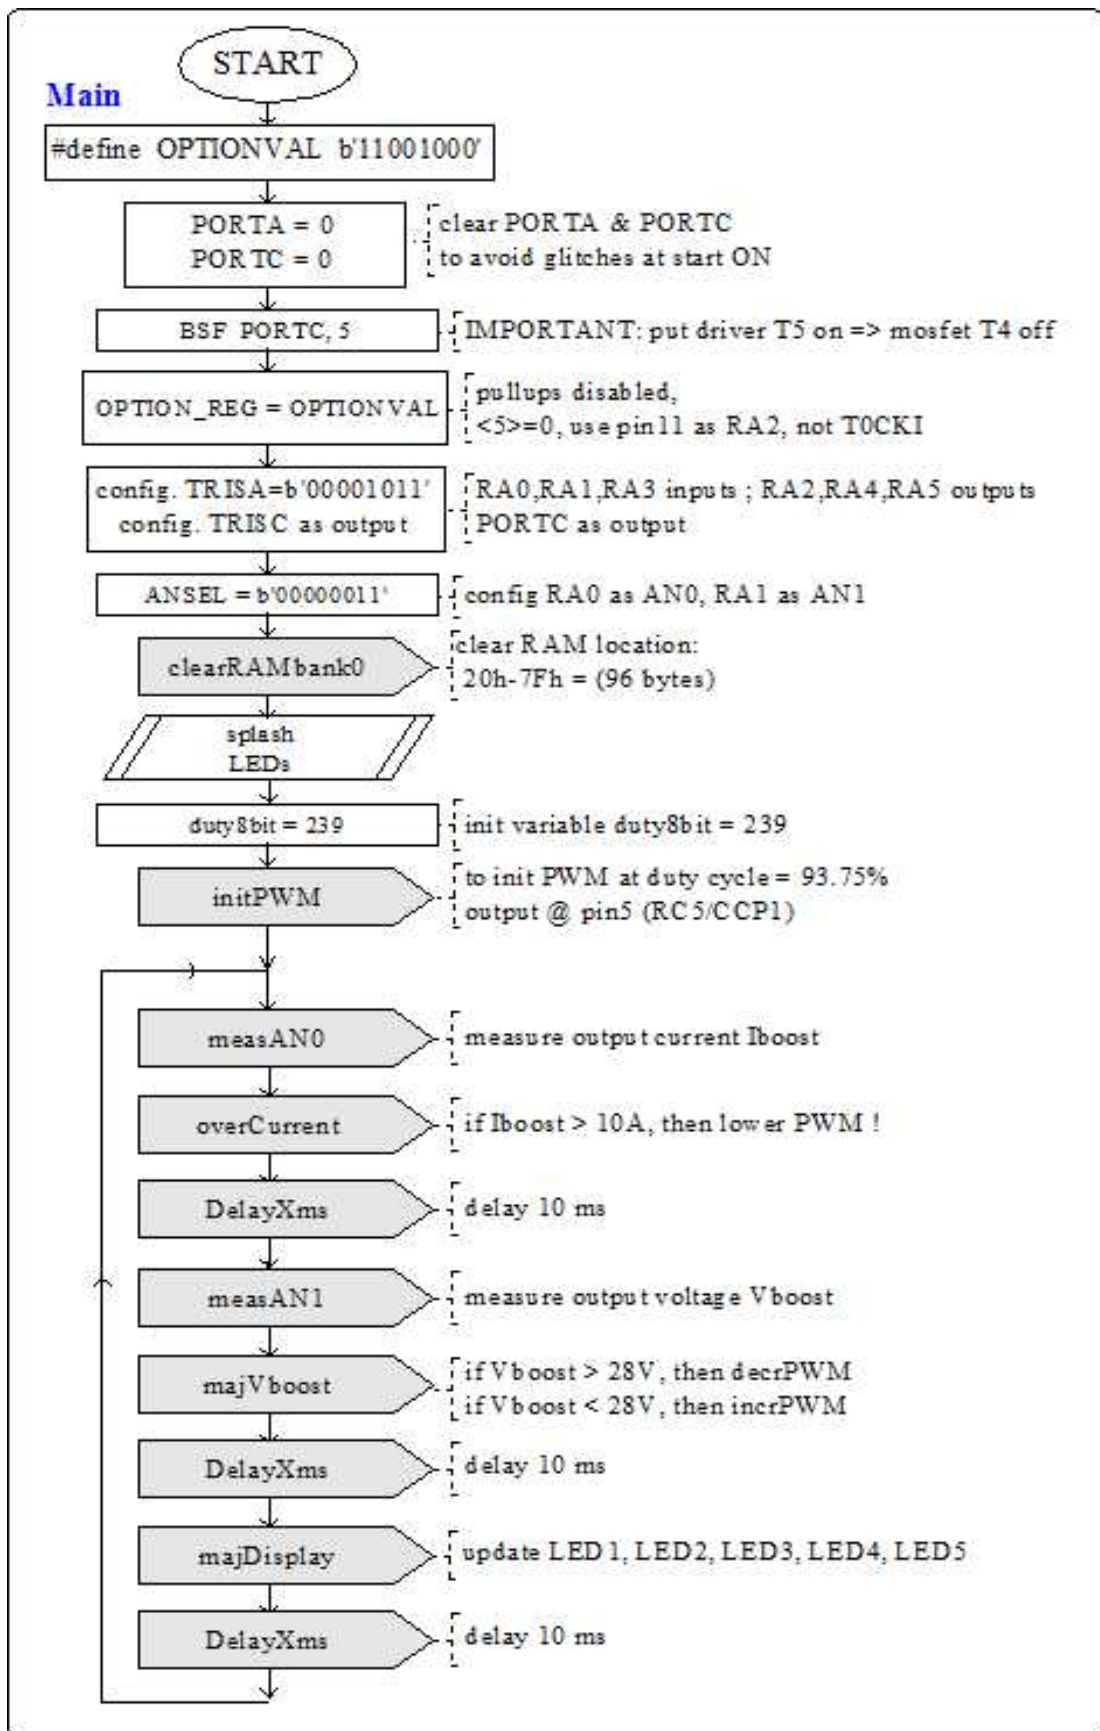 START
Main
#define OPTIONVAL b'11001000'
PORTA = 0
PORTC = 0
clear PORTA & PORTC
to avoid glitches at start ON
BSF PORTC, 5
IMPORTANT: put driver T5 on => mosfet T4 off
OPTION_REG = OPTIONVAL
pullups disabled,
<5>=0, use pin11 as RA2, not T0CKI
config. TRISA=b'00001011'
config. TRISC as output
RA0,RA1,RA3 inputs ; RA2,RA4,RA5 outputs
PORTC as output
ANSEL = b'00000011'
config RA0 as AN0, RA1 as AN1
clearRAMbank0
clear RAM location:
20h-7Fh = (96 bytes)
splash
LEDs
duty8bit = 239
init variable duty8bit = 239
initPWM
to init PWM at duty cycle = 93.75%
output @ pin5 (RC5/CCP1)
measAN0
measure output current Iboost
overCurrent
if Iboost > 10A, then lower PWM !
DelayXms
delay 10 ms
measAN1
measure output voltage Vboost
majVboost
if Vboost > 28V, then decrPWM
if Vboost < 28V, then incrPWM
DelayXms
delay 10 ms
majDisplay
update LED1, LED2, LED3, LED4, LED5
DelayXms
delay 10 ms